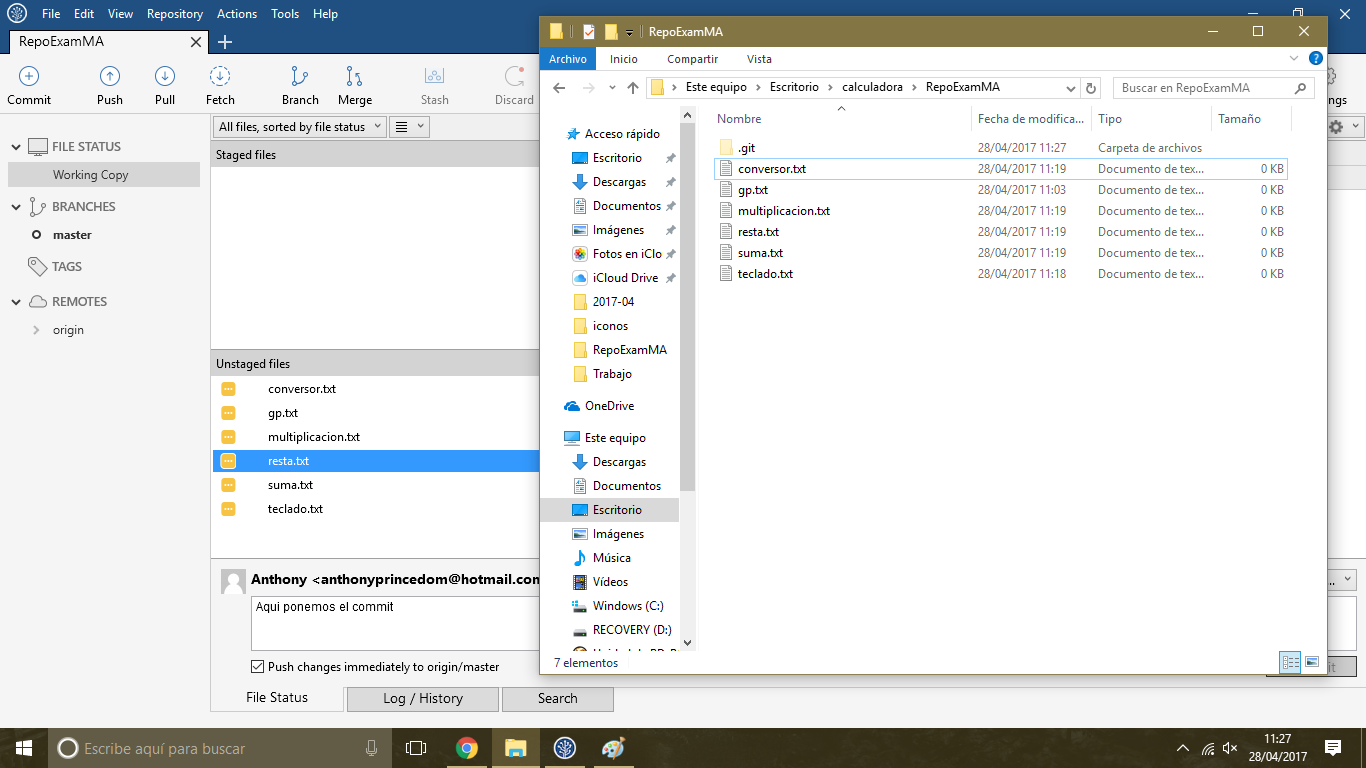 File Edit View Repository Actions Tools Help
RepoExamMA
Commit Push Pull Fetch Branch Merge Stash Discard
FILE STATUS
Working Copy
BRANCHES
master
TAGS
REMOTES
origin
All files, sorted by file status
Staged files
Unstaged files
conversor.txt
gp.txt
multiplicacion.txt
resta.txt
suma.txt
teclado.txt
Anthony <anthonyprincedom@hotmail.con
Aqui ponemos el commit
Push changes immediately to origin/master
File Status Log / History Search
RepoExamMA
Archivo Inicio Compartir Vista
Este equipo > Escritorio > calculadora > RepoExamMA
Buscar en RepoExamMA
Acceso rápido
Escritorio
Descargas
Documentos
Imágenes
Fotos en iClo
iCloud Drive
2017-04
iconos
RepoExamMA
Trabajo
OneDrive
Este equipo
Descargas
Documentos
Escritorio
Imágenes
Música
Vídeos
Windows (C:)
RECOVERY (D:)
Nombre Fecha de modifica... Tipo Tamaño
.git 28/04/2017 11:27 Carpeta de archivos
conversor.txt 28/04/2017 11:19 Documento de tex... 0 KB
gp.txt 28/04/2017 11:03 Documento de tex... 0 KB
multiplicacion.txt 28/04/2017 11:19 Documento de tex... 0 KB
resta.txt 28/04/2017 11:19 Documento de tex... 0 KB
suma.txt 28/04/2017 11:19 Documento de tex... 0 KB
teclado.txt 28/04/2017 11:18 Documento de tex... 0 KB
7 elementos
ngs
Escribe aquí para buscar
11:27
28/04/2017